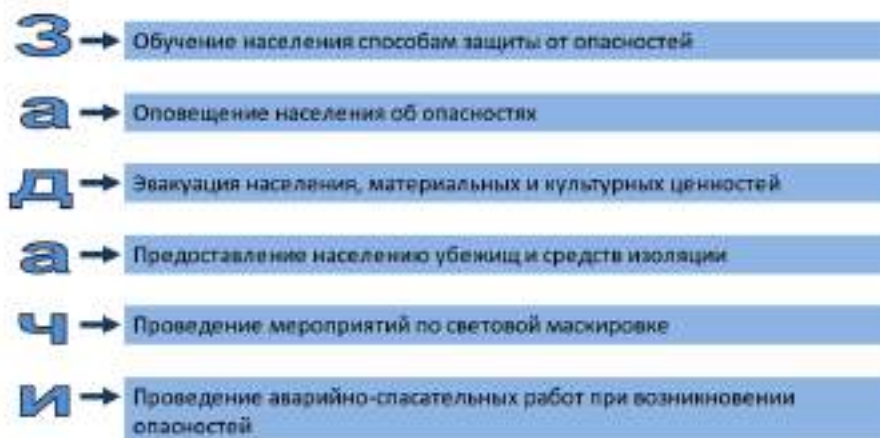 З Обучение населения способам защиты от опасностей
а Оповещение населения об опасностях
д Эвакуация населения, материальных и культурных ценностей
а Предоставление населению убежищ и средств изоляции
ч Проведение мероприятий по световой маскировке
и Проведение аварийно-спасательных работ при возникновении
опасностей